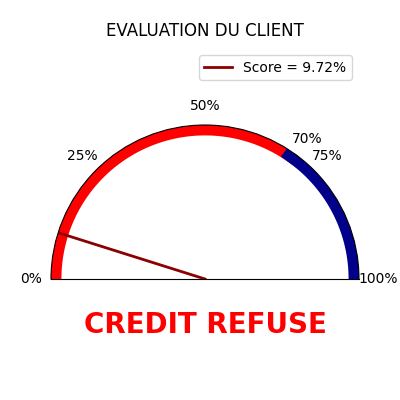 EVALUATION DU CLIENT
Score = 9.72%
50%
70%
25%
75%
0%
100%
CREDIT REFUSE